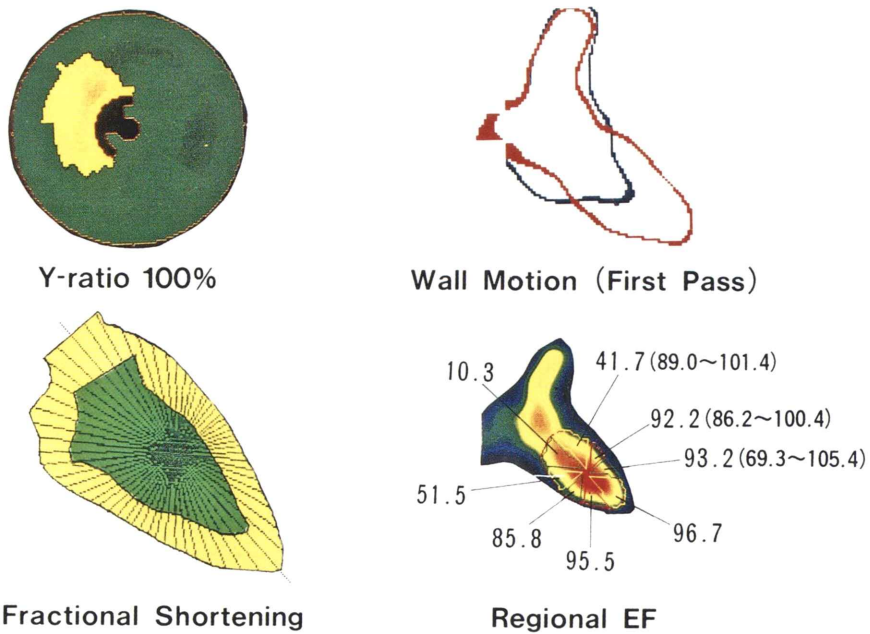 Y-ratio 100%
Wall Motion (First Pass)
10.3
41.7 (89.0～101.4)
92.2 (86.2～100.4)
93.2 (69.3～105.4)
51.5
85.8
95.5
96.7
Fractional Shortening
Regional EF